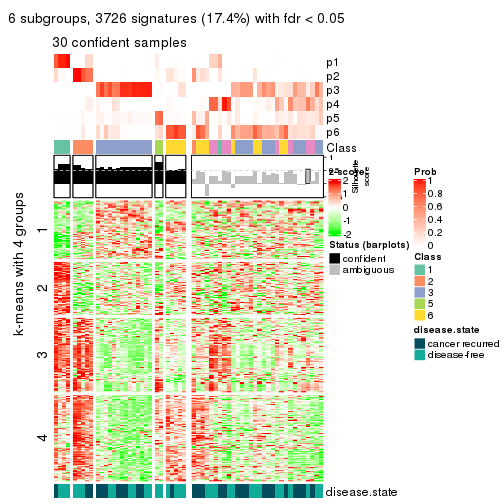 6 subgroups, 3726 signatures (17.4%) with fdr < 0.05
30 confident samples
p1
p2
p3
p4
p5
p6
Class
1
Silhouette
score
z-score
2
1
0
-1
-2
Status (barplots)
confident
ambiguous
Prob
1
0.8
0.6
0.4
0.2
0
Class
1
2
3
4
5
6
disease.state
cancer recurred
disease-free
k-means with 4 groups
1
2
3
4
disease.state